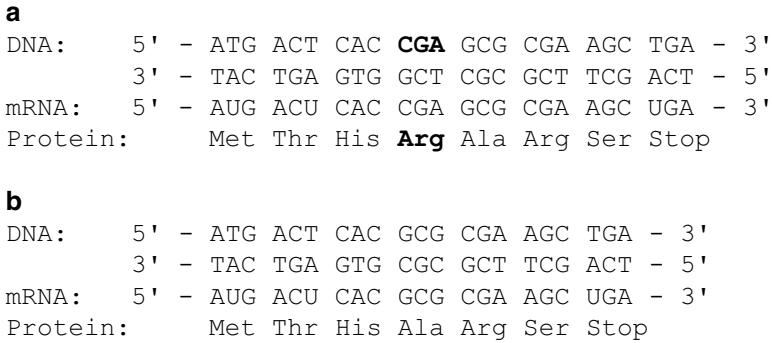 a
DNA: 5' - ATG ACT CAC CGA GCG CGA AGC TGA - 3'
3' - TAC TGA GTG GCT CGC GCT TCG ACT - 5'
mRNA: 5' - AUG ACU CAC CGA GCG CGA AGC UGA - 3'
Protein: Met Thr His Arg Ala Arg Ser Stop
b
DNA: 5' - ATG ACT CAC GCG CGA AGC TGA - 3'
3' - TAC TGA GTG CGC GCT TCG ACT - 5'
mRNA: 5' - AUG ACU CAC GCG CGA AGC UGA - 3'
Protein: Met Thr His Ala Arg Ser Stop